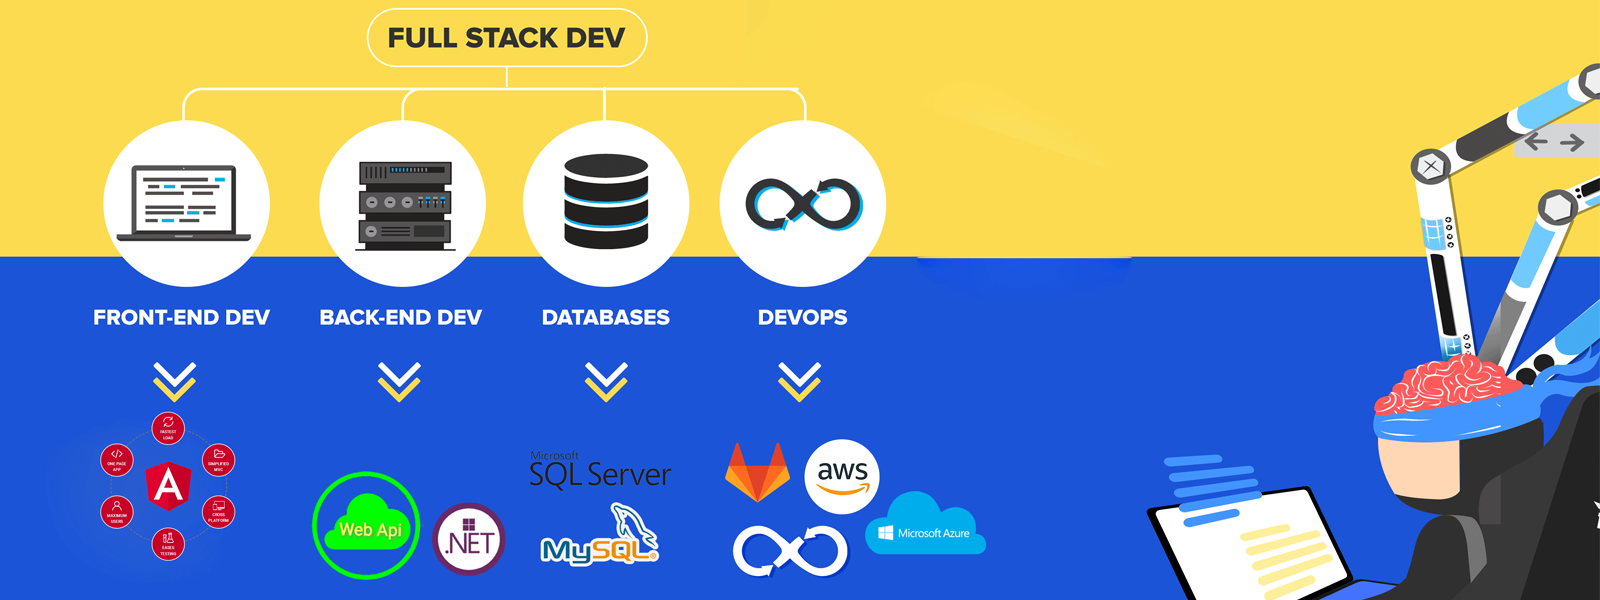 FULL STACK DEV
FRONT-END DEV
BACK-END DEV
DATABASES
DEVOPS
FASTEST
LOAD
ONE PAGE
APP
SIMPLIFIED
MVC
A
MAXIMUM
USERS
CROSS
PLATFORM
EASES
TESTING
Web Api
.NET
Microsoft
SQL Server
MySQL®
aws
Microsoft Azure